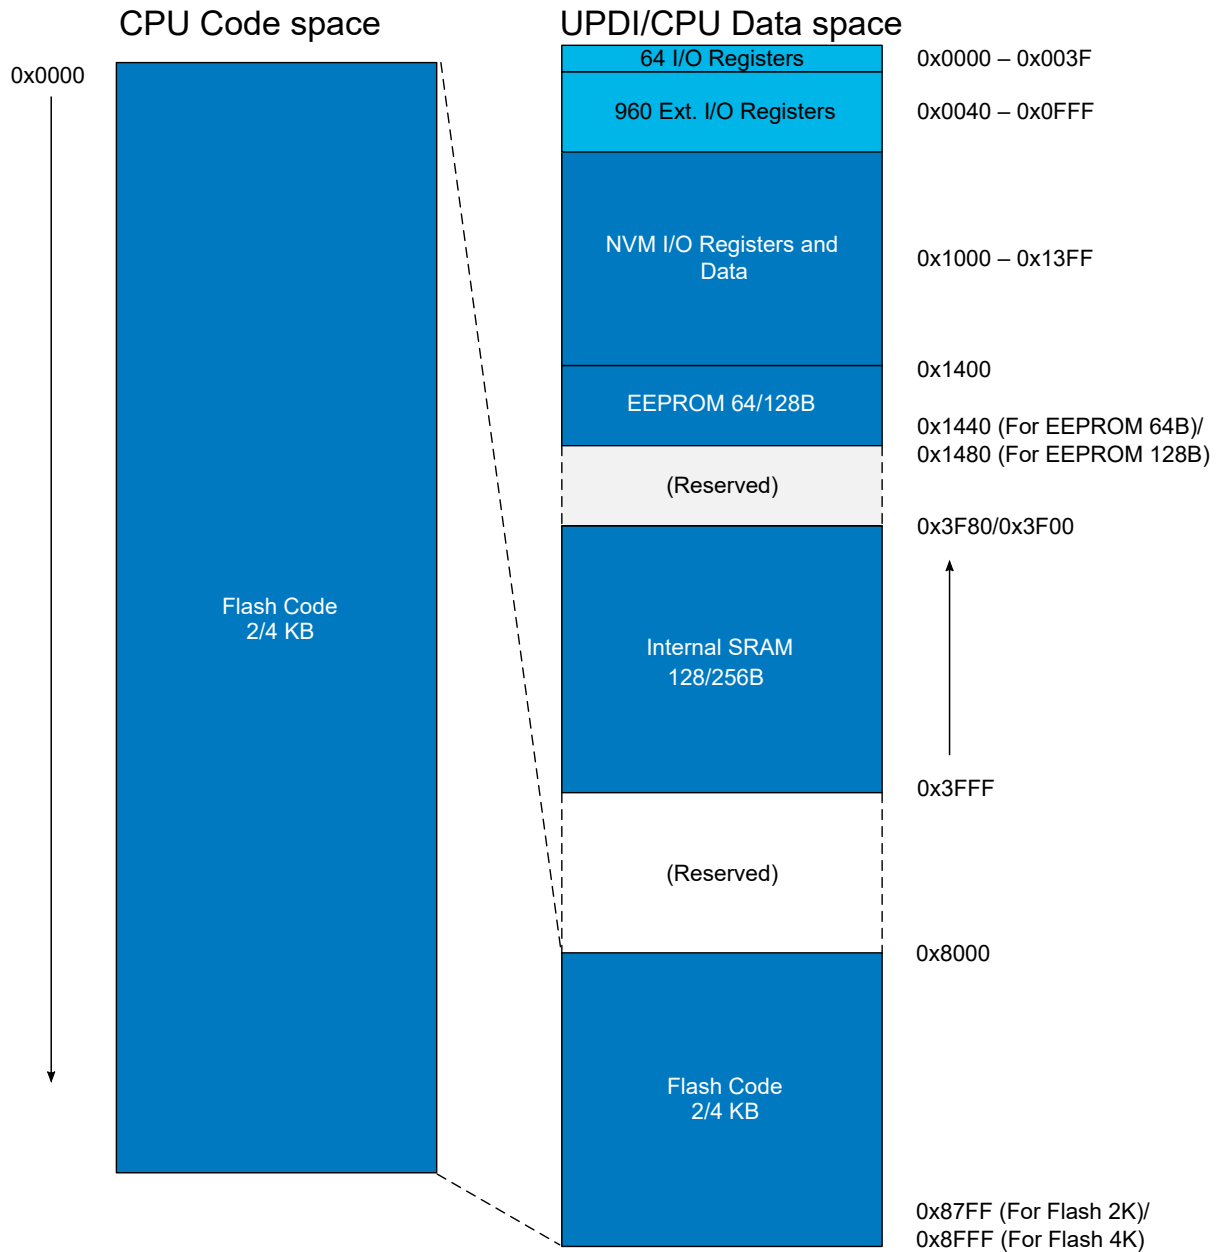 CPU Code space
UPDI/CPU Data space
0x0000
64 I/O Registers
0x0000 – 0x003F
960 Ext. I/O Registers
0x0040 – 0x0FFF
NVM I/O Registers and
Data
0x1000 – 0x13FF
0x1400
EEPROM 64/128B
0x1440 (For EEPROM 64B)/
0x1480 (For EEPROM 128B)
(Reserved)
0x3F80/0x3F00
Flash Code
2/4 KB
Internal SRAM
128/256B
0x3FFF
(Reserved)
0x8000
Flash Code
2/4 KB
0x87FF (For Flash 2K)/
0x8FFF (For Flash 4K)